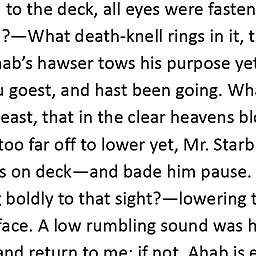 to the deck, all eyes were fasten
?—What death-knell rings in it, t
ab's hawser tows his purpose yet
goest, and hast been going. Wha
east, that in the clear heavens blo
too far off to lower yet, Mr. Starb
s on deck—and bade him pause.
boldly to that sight?—lowering t
face. A low rumbling sound was h
and return to me; if not, Ahab is e